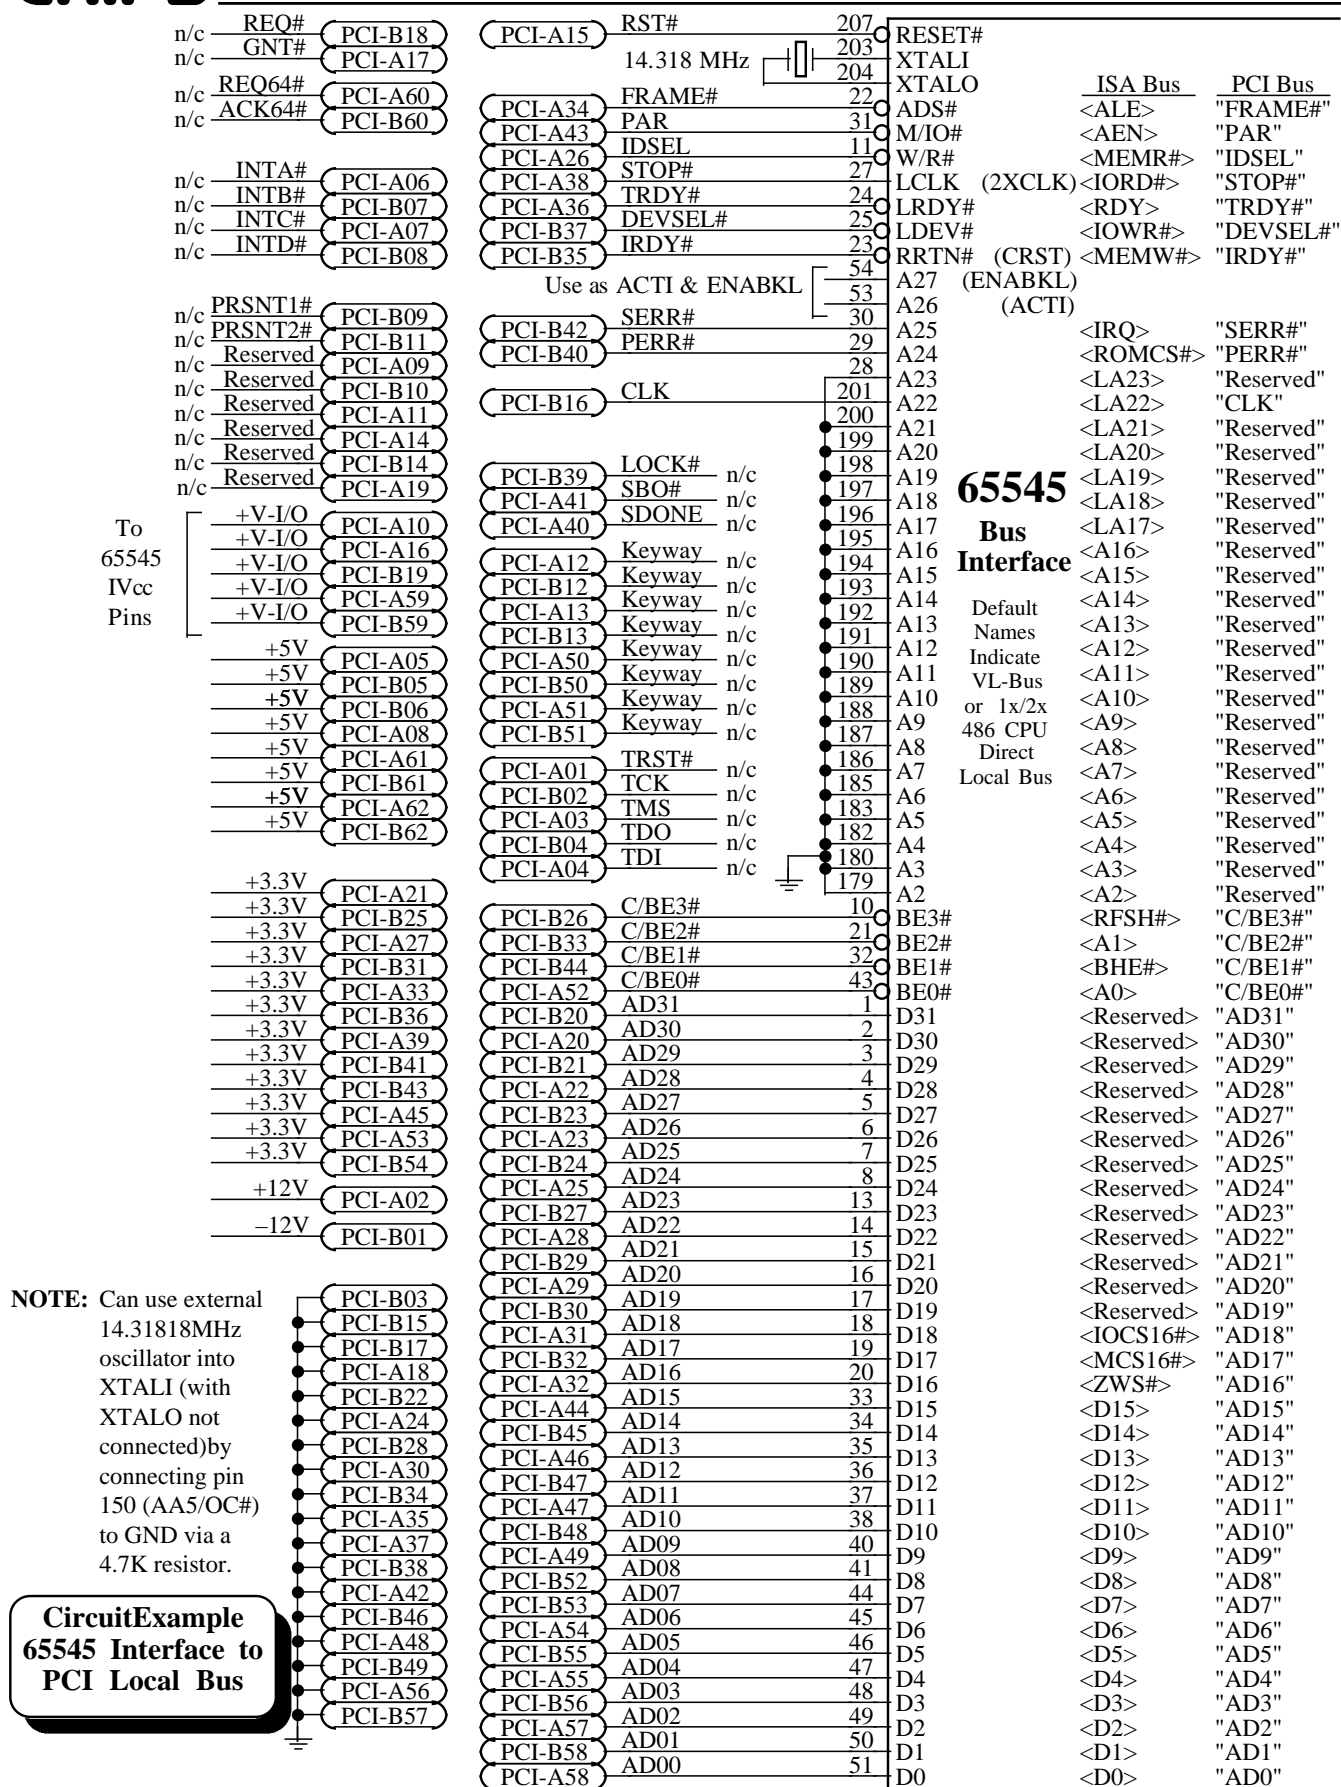 REQ#
n/c PCI-B18
GNT#
n/c PCI-A17
REQ64#
n/c PCI-A60
ACK64#
n/c PCI-B60
INTA#
n/c PCI-A06
INTB#
n/c PCI-B07
INTC#
n/c PCI-A07
INTD#
n/c PCI-B08
PRSNT1#
n/c PCI-B09
PRSNT2#
n/c PCI-B11
Reserved
n/c PCI-A09
Reserved
n/c PCI-B10
Reserved
n/c PCI-A11
Reserved
n/c PCI-A14
Reserved
n/c PCI-B14
Reserved
n/c PCI-A19
To
65545
IVcc
Pins
+V-I/O PCI-A10
+V-I/O PCI-A16
+V-I/O PCI-B19
+V-I/O PCI-A59
+V-I/O PCI-B59
+5V PCI-A05
+5V PCI-B05
+5V PCI-B06
+5V PCI-A08
+5V PCI-A61
+5V PCI-B61
+5V PCI-A62
+5V PCI-B62
+3.3V PCI-A21
+3.3V PCI-B25
+3.3V PCI-A27
+3.3V PCI-B31
+3.3V PCI-A33
+3.3V PCI-B36
+3.3V PCI-A39
+3.3V PCI-B41
+3.3V PCI-B43
+3.3V PCI-A45
+3.3V PCI-A53
+3.3V PCI-B54
+12V PCI-A02
–12V PCI-B01
NOTE: Can use external
14.31818MHz
oscillator into
XTALI (with
XTALO not
connected)by
connecting pin
150 (AA5/OC#)
to GND via a
4.7K resistor.
PCI-B03
PCI-B15
PCI-B17
PCI-A18
PCI-B22
PCI-A24
PCI-B28
PCI-A30
PCI-B34
PCI-A35
PCI-A37
PCI-B38
PCI-A42
PCI-B46
PCI-A48
PCI-B49
PCI-A56
PCI-B57
CircuitExample
65545 Interface to
PCI Local Bus
ISA Bus PCI Bus
PCI-A15 RST# 207 RESET#
14.318 MHz 203 XTALI
204 XTALO
PCI-A34 FRAME# 22 ADS# <ALE> "FRAME#"
PCI-A43 PAR 31 M/IO# <AEN> "PAR"
PCI-A26 IDSEL 11 W/R# <MEMR#> "IDSEL"
PCI-A38 STOP# 27 LCLK (2XCLK) <IORD#> "STOP#"
PCI-A36 TRDY# 24 LRDY# <RDY> "TRDY#"
PCI-B37 DEVSEL# 25 LDEV# <IOWR#> "DEVSEL#"
PCI-B35 IRDY# 23 RRTN# (CRST) <MEMW#> "IRDY#"
Use as ACTI & ENABKL 54 A27 (ENABKL)
53 A26 (ACTI)
PCI-B42 SERR# 30 A25 <IRQ> "SERR#"
PCI-B40 PERR# 29 A24 <ROMCS#> "PERR#"
28 A23 <LA23> "Reserved"
PCI-B16 CLK 201 A22 <LA22> "CLK"
200 A21 <LA21> "Reserved"
199 A20 <LA20> "Reserved"
PCI-B39 LOCK# n/c 198 A19 <LA19> "Reserved"
PCI-A41 SBO# n/c 197 A18 <LA18> "Reserved"
PCI-A40 SDONE n/c 196 A17 <LA17> "Reserved"
PCI-A12 Keyway n/c 195 A16 <A16> "Reserved"
PCI-B12 Keyway n/c 194 A15 <A15> "Reserved"
PCI-A13 Keyway n/c 193 A14 <A14> "Reserved"
PCI-B13 Keyway n/c 192 A13 <A13> "Reserved"
PCI-A50 Keyway n/c 191 A12 <A12> "Reserved"
PCI-B50 Keyway n/c 190 A11 <A11> "Reserved"
PCI-A51 Keyway n/c 189 A10 <A10> "Reserved"
PCI-B51 Keyway n/c 188 A9 <A9> "Reserved"
187 A8 <A8> "Reserved"
PCI-A01 TRST# n/c 186 A7 <A7> "Reserved"
PCI-B02 TCK n/c 185 A6 <A6> "Reserved"
PCI-A03 TMS n/c 183 A5 <A5> "Reserved"
PCI-B04 TDO n/c 182 A4 <A4> "Reserved"
PCI-A04 TDI n/c 180 A3 <A3> "Reserved"
179 A2 <A2> "Reserved"
65545
Bus
Interface
Default
Names
Indicate
VL-Bus
or 1x/2x
486 CPU
Direct
Local Bus
PCI-B26 C/BE3# 10 BE3# <RFSH#> "C/BE3#"
PCI-B33 C/BE2# 21 BE2# <A1> "C/BE2#"
PCI-B44 C/BE1# 32 BE1# <BHE#> "C/BE1#"
PCI-A52 C/BE0# 43 BE0# <A0> "C/BE0#"
PCI-B20 AD31 1 D31 <Reserved> "AD31"
PCI-A20 AD30 2 D30 <Reserved> "AD30"
PCI-B21 AD29 3 D29 <Reserved> "AD29"
PCI-A22 AD28 4 D28 <Reserved> "AD28"
PCI-B23 AD27 5 D27 <Reserved> "AD27"
PCI-A23 AD26 6 D26 <Reserved> "AD26"
PCI-B24 AD25 7 D25 <Reserved> "AD25"
PCI-A25 AD24 8 D24 <Reserved> "AD24"
PCI-B27 AD23 13 D23 <Reserved> "AD23"
PCI-A28 AD22 14 D22 <Reserved> "AD22"
PCI-B29 AD21 15 D21 <Reserved> "AD21"
PCI-A29 AD20 16 D20 <Reserved> "AD20"
PCI-B30 AD19 17 D19 <Reserved> "AD19"
PCI-A31 AD18 18 D18 <IOCS16#> "AD18"
PCI-B32 AD17 19 D17 <MCS16#> "AD17"
PCI-A32 AD16 20 D16 <ZWS#> "AD16"
PCI-A44 AD15 33 D15 <D15> "AD15"
PCI-B45 AD14 34 D14 <D14> "AD14"
PCI-A46 AD13 35 D13 <D13> "AD13"
PCI-B47 AD12 36 D12 <D12> "AD12"
PCI-A47 AD11 37 D11 <D11> "AD11"
PCI-B48 AD10 38 D10 <D10> "AD10"
PCI-A49 AD09 40 D9 <D9> "AD9"
PCI-B52 AD08 41 D8 <D8> "AD8"
PCI-B53 AD07 44 D7 <D7> "AD7"
PCI-A54 AD06 45 D6 <D6> "AD6"
PCI-B55 AD05 46 D5 <D5> "AD5"
PCI-A55 AD04 47 D4 <D4> "AD4"
PCI-B56 AD03 48 D3 <D3> "AD3"
PCI-A57 AD02 49 D2 <D2> "AD2"
PCI-B58 AD01 50 D1 <D1> "AD1"
PCI-A58 AD00 51 D0 <D0> "AD0"